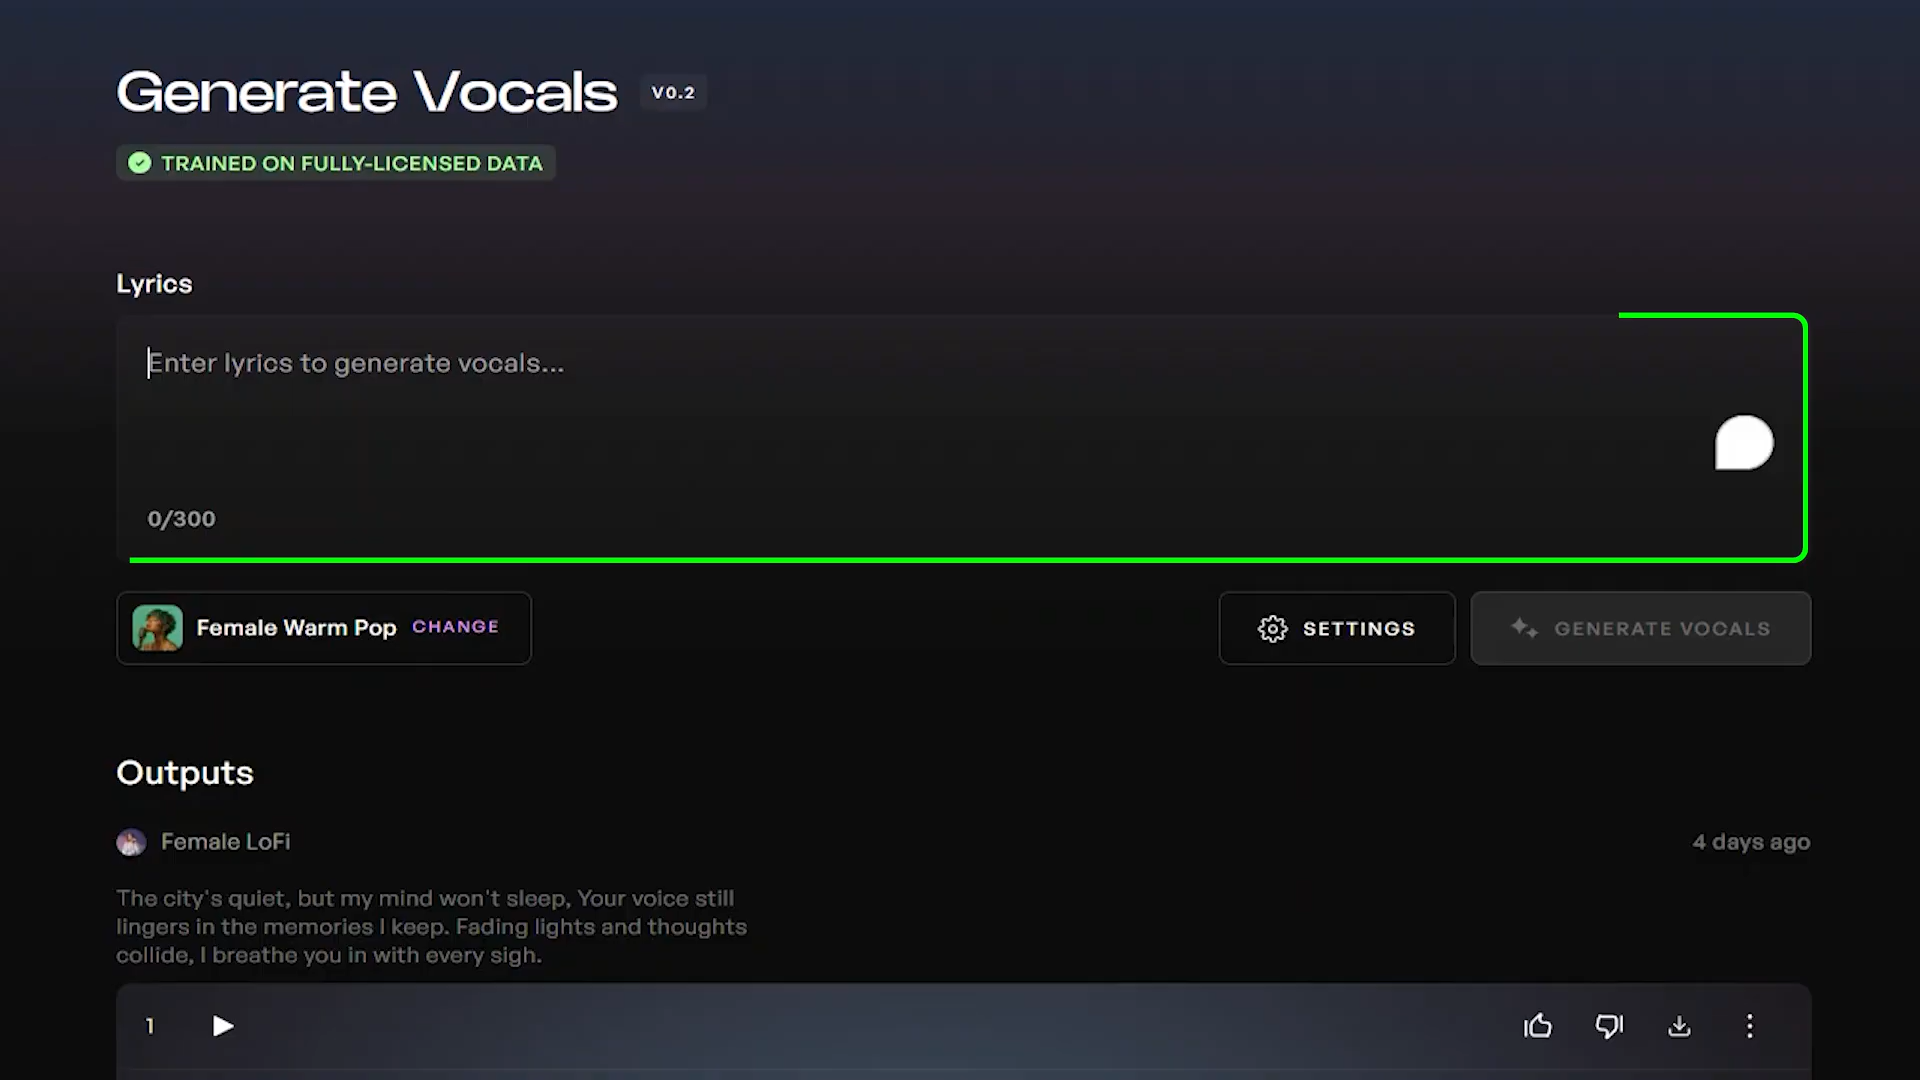 Generate Vocals V0.2
TRAINED ON FULLY-LICENSED DATA
Lyrics
Enter lyrics to generate vocals...
0/300
Female Warm Pop CHANGE
SETTINGS
GENERATE VOCALS
Outputs
Female LoFi
4 days ago
The city's quiet, but my mind won't sleep, Your voice still
lingers in the memories I keep. Fading lights and thoughts
collide, I breathe you in with every sigh.
1